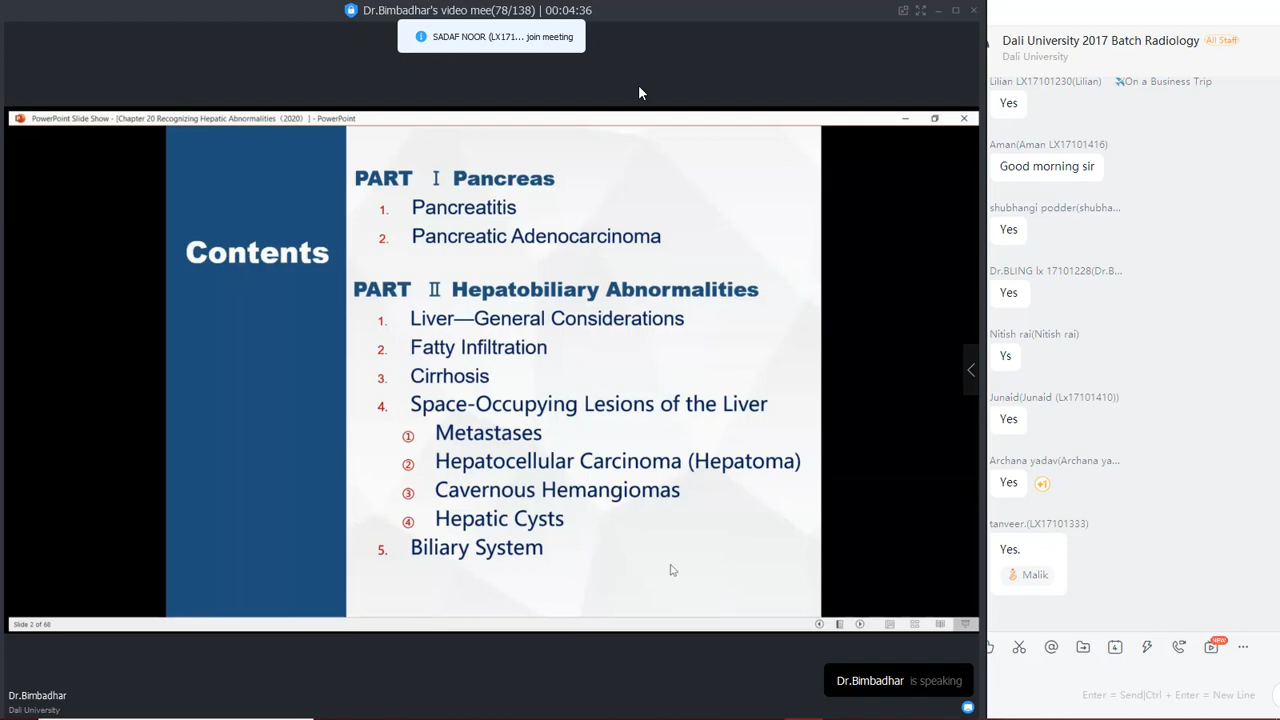 Dr.Bimbadhar's video mee(78/138) | 00:04:36
SADAF NOOR (LX171... join meeting
PowerPoint Slide Show - [Chapter 20 Recognizing Hepatic Abnormalities（2020）] - PowerPoint
Contents
PART Ⅰ Pancreas
1. Pancreatitis
2. Pancreatic Adenocarcinoma
PART Ⅱ Hepatobiliary Abnormalities
1. Liver—General Considerations
2. Fatty Infiltration
3. Cirrhosis
4. Space-Occupying Lesions of the Liver
① Metastases
② Hepatocellular Carcinoma (Hepatoma)
③ Cavernous Hemangiomas
④ Hepatic Cysts
5. Biliary System
Slide 2 of 68
Dr.Bimbadhar is speaking
Dr.Bimbadhar
Dali University
Dali University 2017 Batch Radiology All Staff
Dali University
Lilian LX17101230(Lilian) On a Business Trip
Yes
Aman(Aman LX17101416)
Good morning sir
shubhangi podder(shubha...
Yes
Dr.BLING lx 17101228(Dr.B...
Yes
Nitish rai(Nitish rai)
Ys
Junaid(Junaid (Lx17101410))
Yes
Archana yadav(Archana ya...
Yes +1
tanveer.(LX17101333)
Yes.
Malik
4
NEW
Enter = Send|Ctrl + Enter = New Line